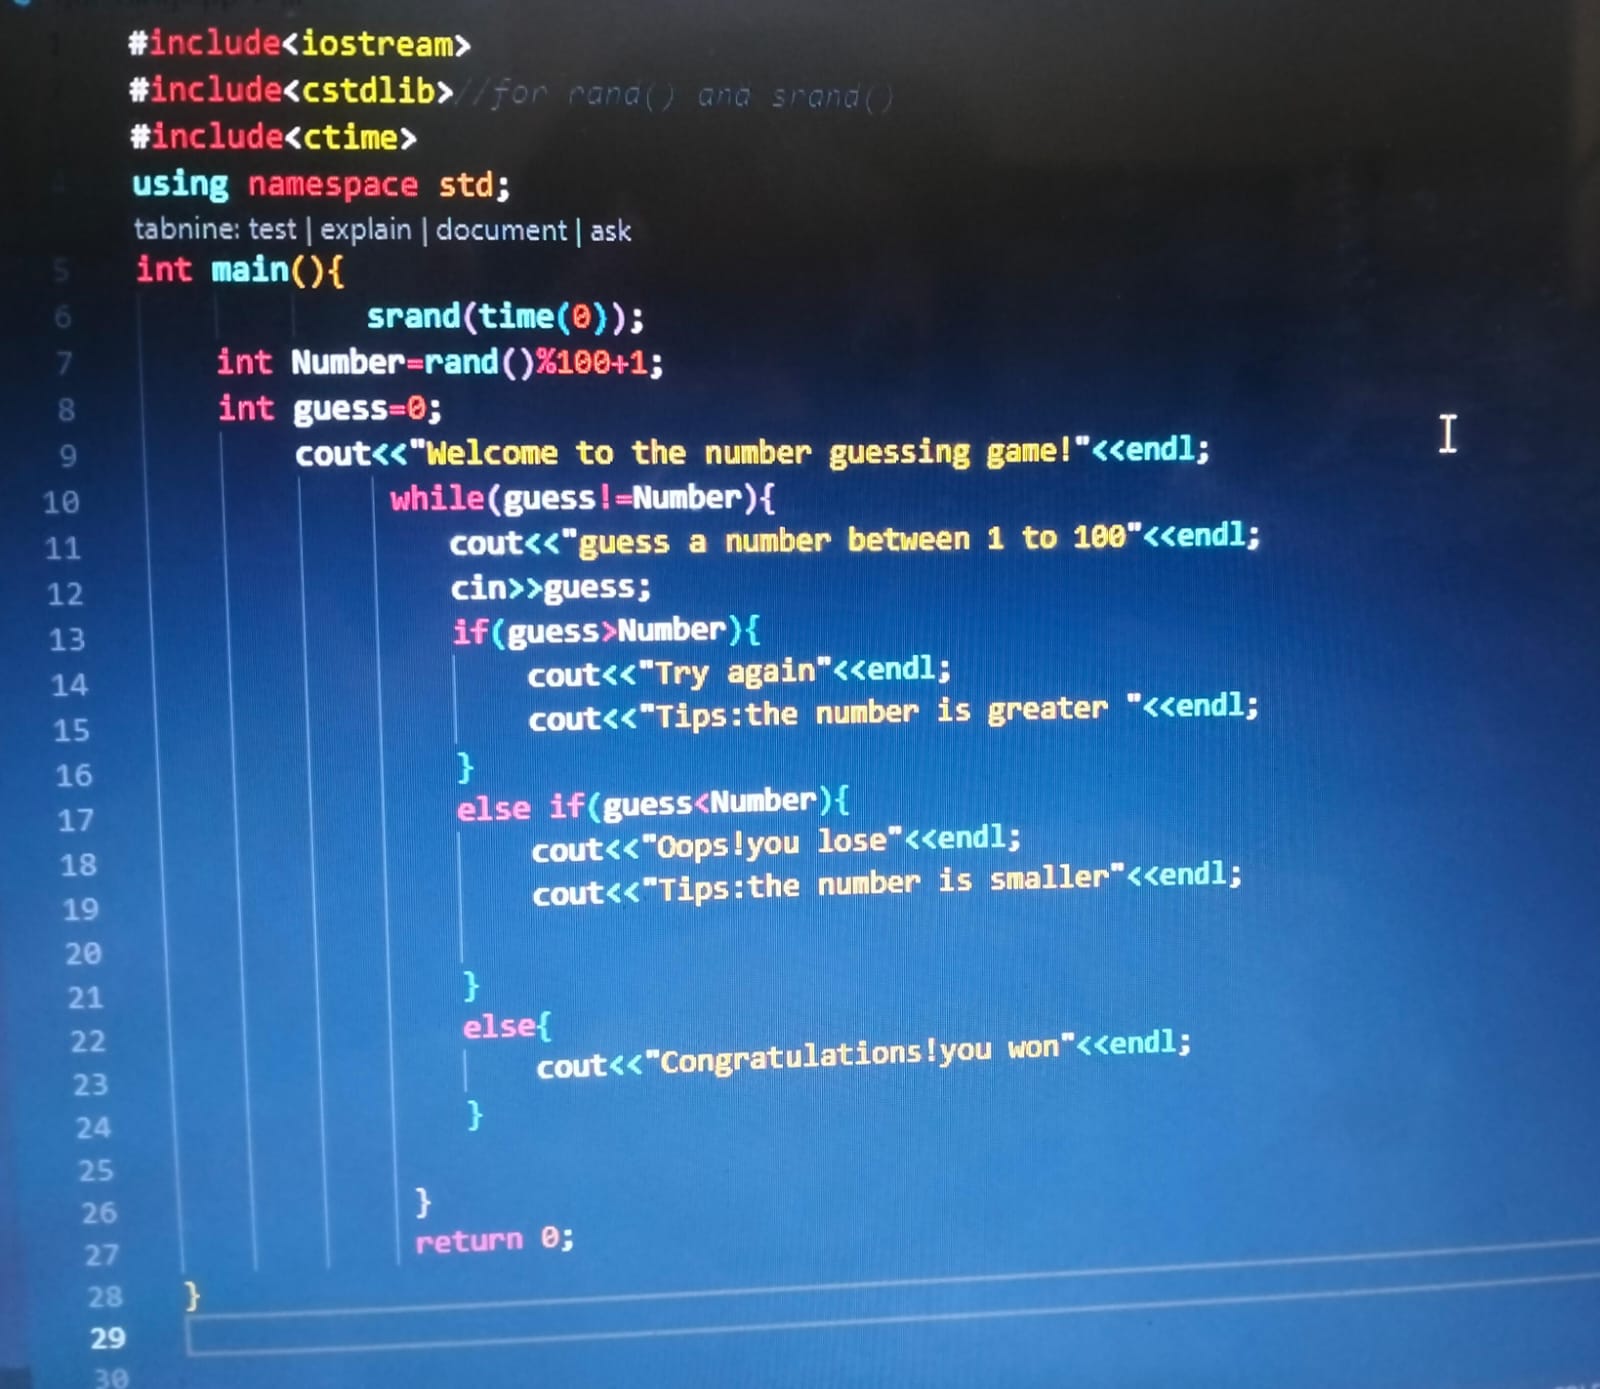 #include<iostream>
#include<cstdlib>//for rand() and srand()
#include<ctime>
4 using namespace std;
tabnine: test | explain | document | ask
5 int main(){
6 srand(time(0));
7 int Number=rand()%100+1;
8 int guess=0;
9 cout<<"Welcome to the number guessing game!"<<endl;
10 while(guess!=Number){
11 cout<<"guess a number between 1 to 100"<<endl;
12 cin>>guess;
13 if(guess>Number){
14 cout<<"Try again"<<endl;
15 cout<<"Tips:the number is greater "<<endl;
16 }
17 else if(guess<Number){
18 cout<<"Oops!you lose"<<endl;
19 cout<<"Tips:the number is smaller"<<endl;
20
21 }
22 else{
23 cout<<"Congratulations!you won"<<endl;
24 }
25
26 }
27 return 0;
28 }
29
30